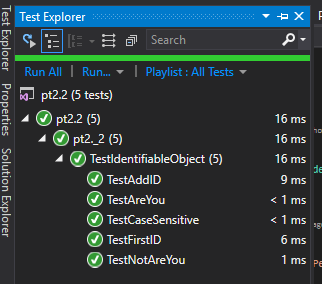 Test Explorer
Search
Run All | Run... | Playlist : All Tests
pt2.2 (5 tests)
pt2.2 (5) 16 ms
pt2._2 (5) 16 ms
TestIdentifiableObject (5) 16 ms
TestAddID 9 ms
TestAreYou < 1 ms
TestCaseSensitive < 1 ms
TestFirstID 6 ms
TestNotAreYou 1 ms
Test Explorer
Properties
Solution Explorer